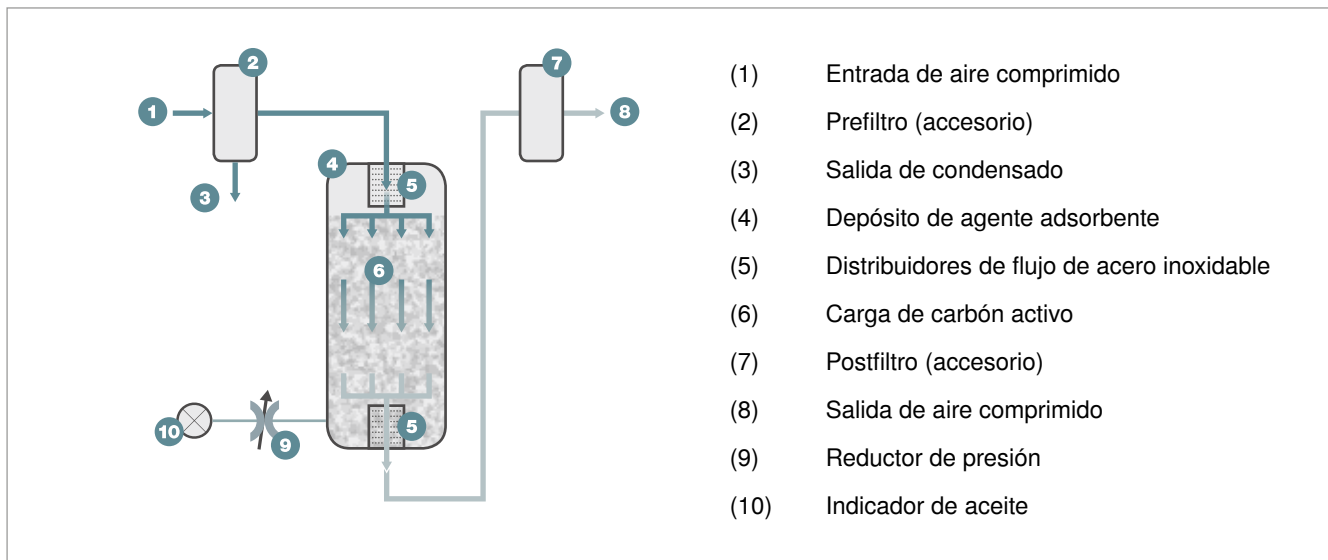 2
7
1
8
4
5
3
6
5
10
9
(1) Entrada de aire comprimido
(2) Prefiltro (accesorio)
(3) Salida de condensado
(4) Depósito de agente adsorbente
(5) Distribuidores de flujo de acero inoxidable
(6) Carga de carbón activo
(7) Postfiltro (accesorio)
(8) Salida de aire comprimido
(9) Reductor de presión
(10) Indicador de aceite